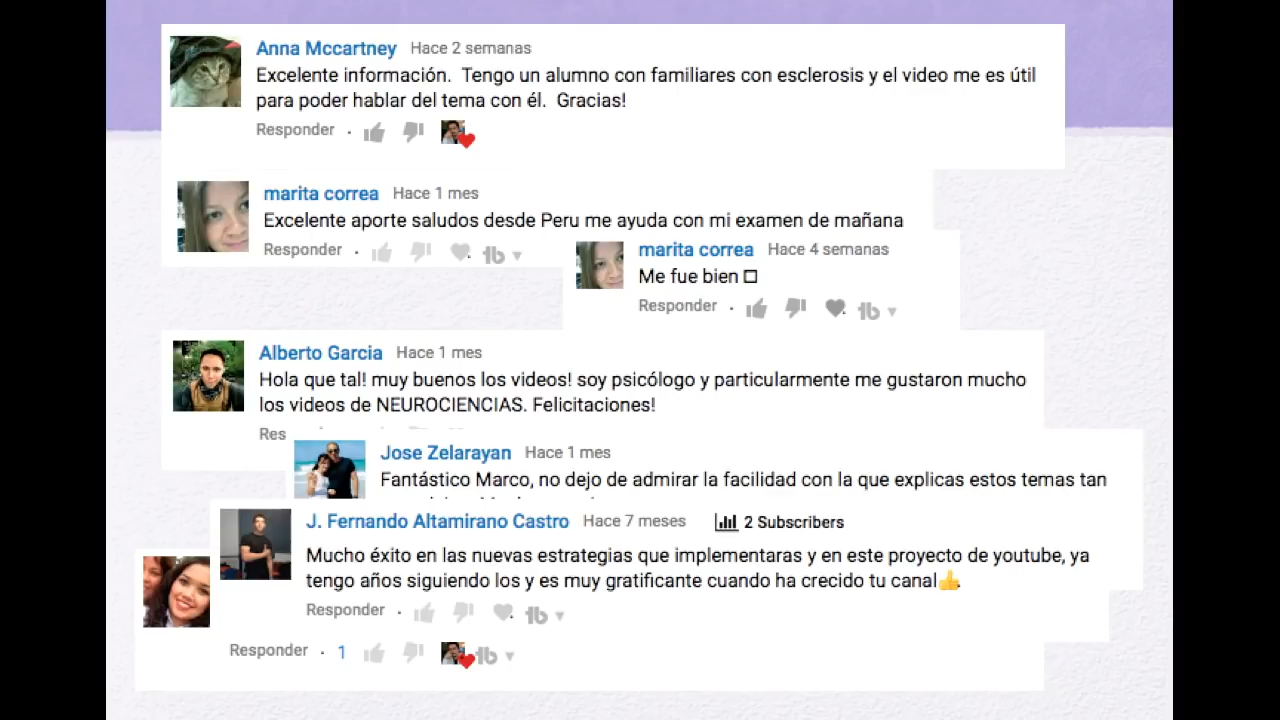 Anna Mccartney Hace 2 semanas
Excelente información. Tengo un alumno con familiares con esclerosis y el video me es útil
para poder hablar del tema con él. Gracias!
Responder
marita correa Hace 1 mes
Excelente aporte saludos desde Peru me ayuda con mi examen de mañana
Responder
marita correa Hace 4 semanas
Me fue bien □
Responder
Alberto Garcia Hace 1 mes
Hola que tal! muy buenos los videos! soy psicólogo y particularmente me gustaron mucho
los videos de NEUROCIENCIAS. Felicitaciones!
Res
Jose Zelarayan Hace 1 mes
Fantástico Marco, no dejo de admirar la facilidad con la que explicas estos temas tan
J. Fernando Altamirano Castro Hace 7 meses 2 Subscribers
Mucho éxito en las nuevas estrategias que implementaras y en este proyecto de youtube, ya
tengo años siguiendo los y es muy gratificante cuando ha crecido tu canal👍.
Responder
Responder · 1